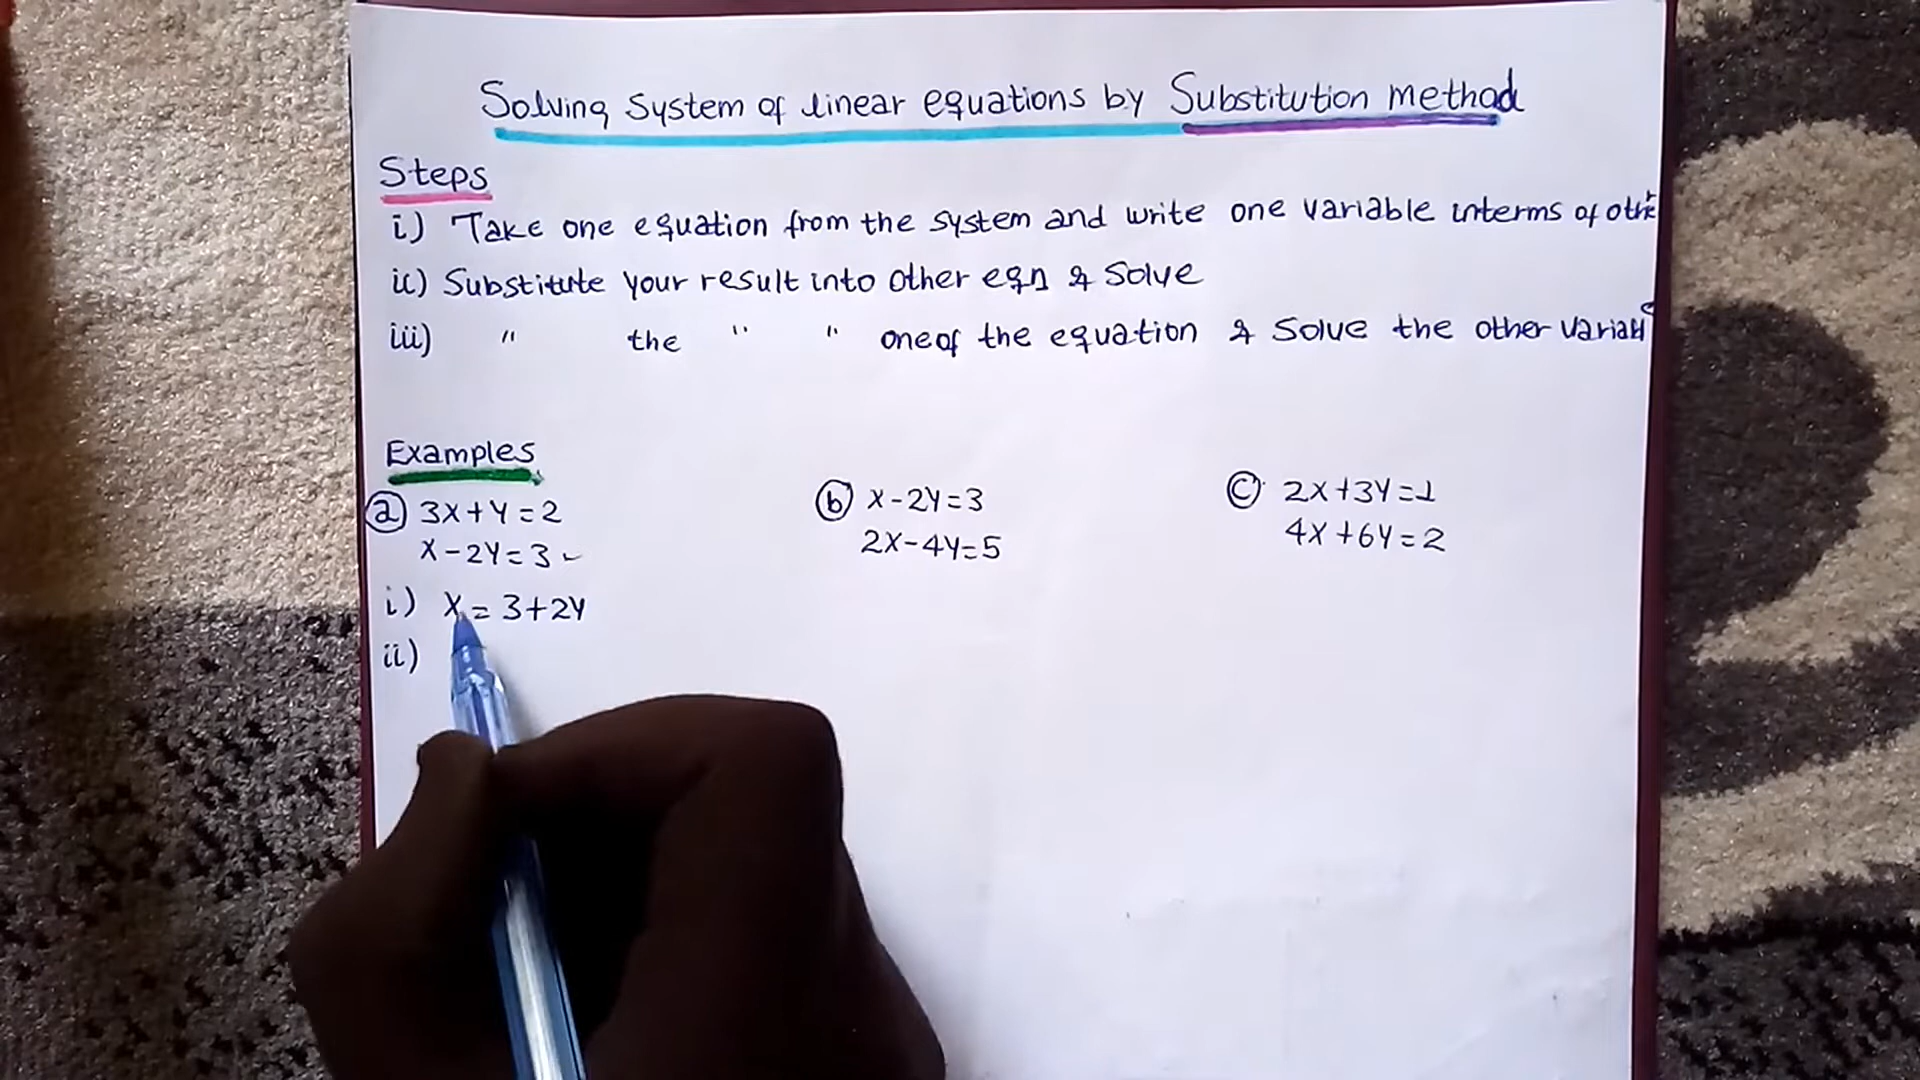 Solving System of linear equations by Substitution method
Steps
i) Take one equation from the system and write one variable interms of
ii) Substitute your result into other eqn & Solve
iii) " the " " one of the equation & Solve the other
Examples
(a) 3x+y=2
x-2y=3
i) x=3+2y
ii)
(b) x-2y=3
2x-4y=5
(c) 2x+3y=1
4x+6y=2